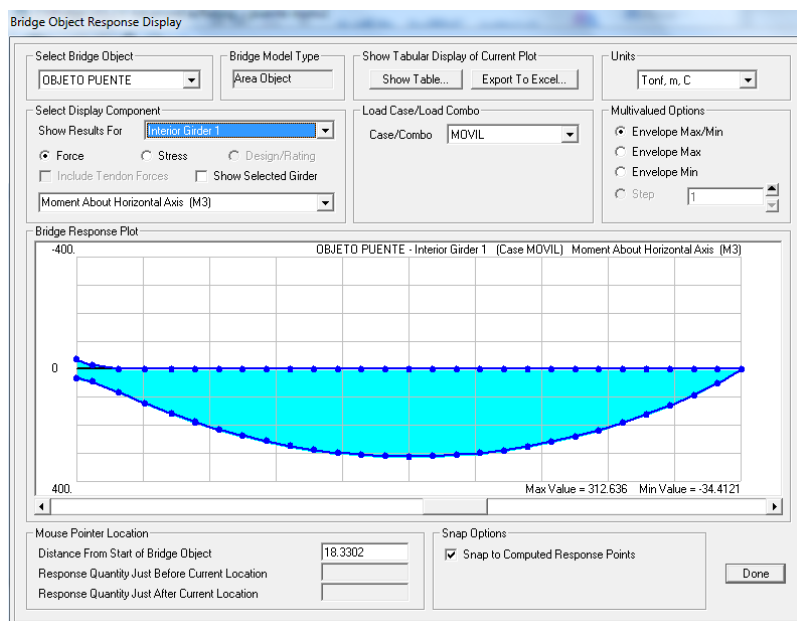 Bridge Object Response Display
Select Bridge Object
OBJETO PUENTE
Bridge Model Type
Area Object
Show Tabular Display of Current Plot
Show Table...
Export To Excel...
Units
Tonf, m, C
Select Display Component
Show Results For
Interior Girder 1
Force
Stress
Design/Rating
Include Tendon Forces
Show Selected Girder
Moment About Horizontal Axis (M3)
Load Case/Load Combo
Case/Combo
MOVIL
Multivalued Options
Envelope Max/Min
Envelope Max
Envelope Min
Step
1
Bridge Response Plot
-400.
OBJETO PUENTE - Interior Girder 1 (Case MOVIL) Moment About Horizontal Axis (M3)
0
400.
Max Value = 312.636 Min Value = -34.4121
Mouse Pointer Location
Distance From Start of Bridge Object
18.3302
Response Quantity Just Before Current Location
Response Quantity Just After Current Location
Snap Options
Snap to Computed Response Points
Done